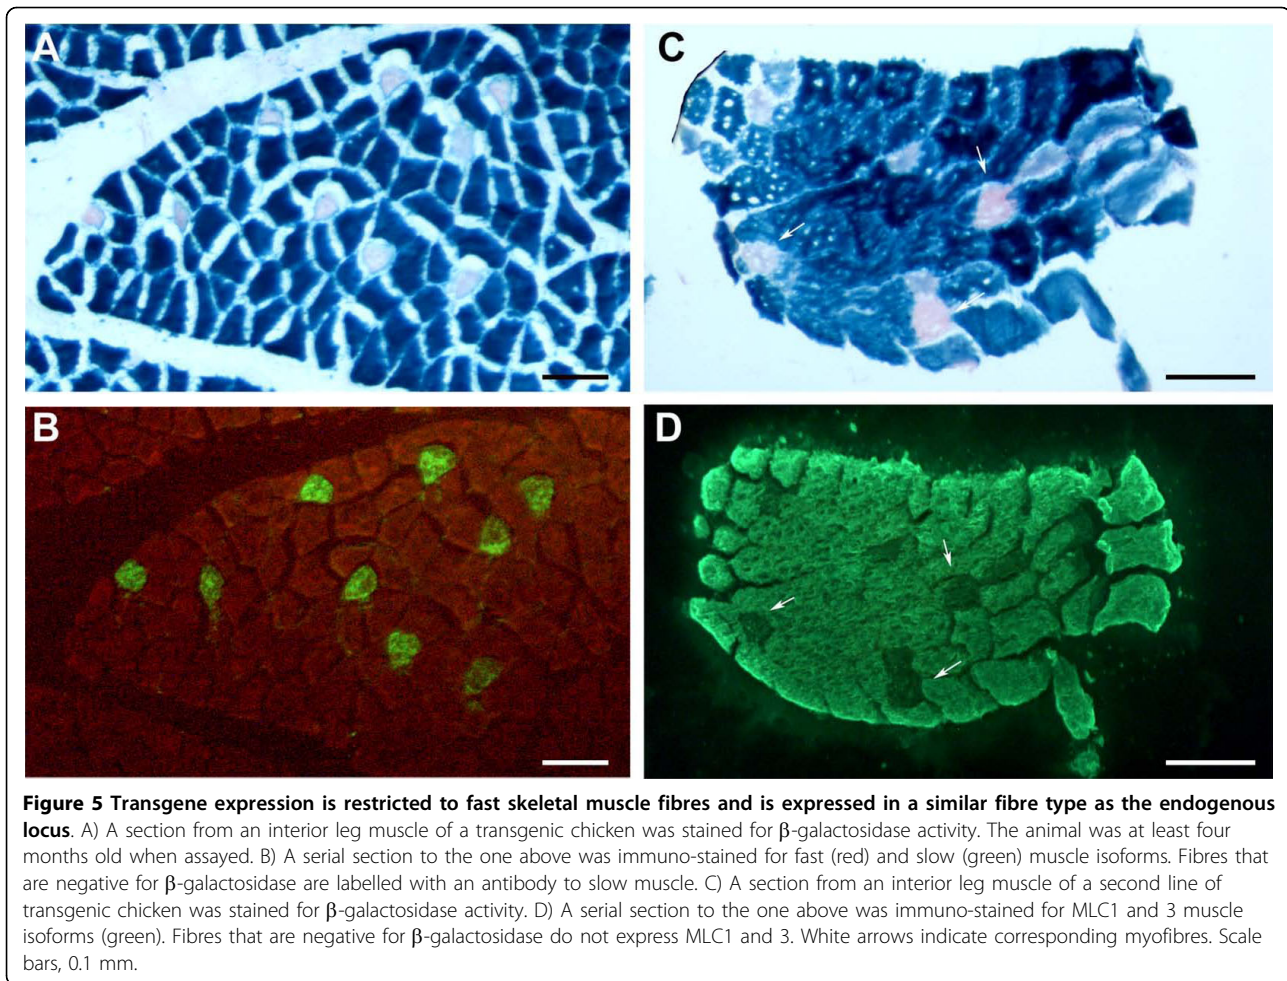 A
C
B
D
Figure 5 Transgene expression is restricted to fast skeletal muscle fibres and is expressed in a similar fibre type as the endogenous
locus. A) A section from an interior leg muscle of a transgenic chicken was stained for β-galactosidase activity. The animal was at least four
months old when assayed. B) A serial section to the one above was immuno-stained for fast (red) and slow (green) muscle isoforms. Fibres that
are negative for β-galactosidase are labelled with an antibody to slow muscle. C) A section from an interior leg muscle of a second line of
transgenic chicken was stained for β-galactosidase activity. D) A serial section to the one above was immuno-stained for MLC1 and 3 muscle
isoforms (green). Fibres that are negative for β-galactosidase do not express MLC1 and 3. White arrows indicate corresponding myofibres. Scale
bars, 0.1 mm.